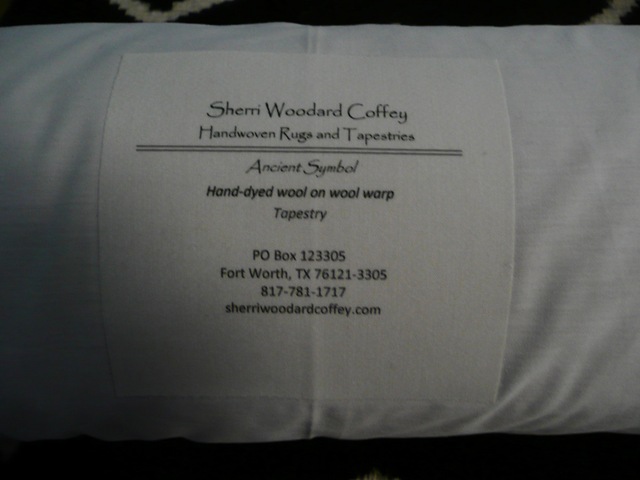 Sherri Woodard Coffey
Handwoven Rugs and Tapestries
Ancient Symbol
Hand-dyed wool on wool warp
Tapestry
PO Box 123305
Fort Worth, TX 76121-3305
817-781-1717
sherriwoodardcoffey.com